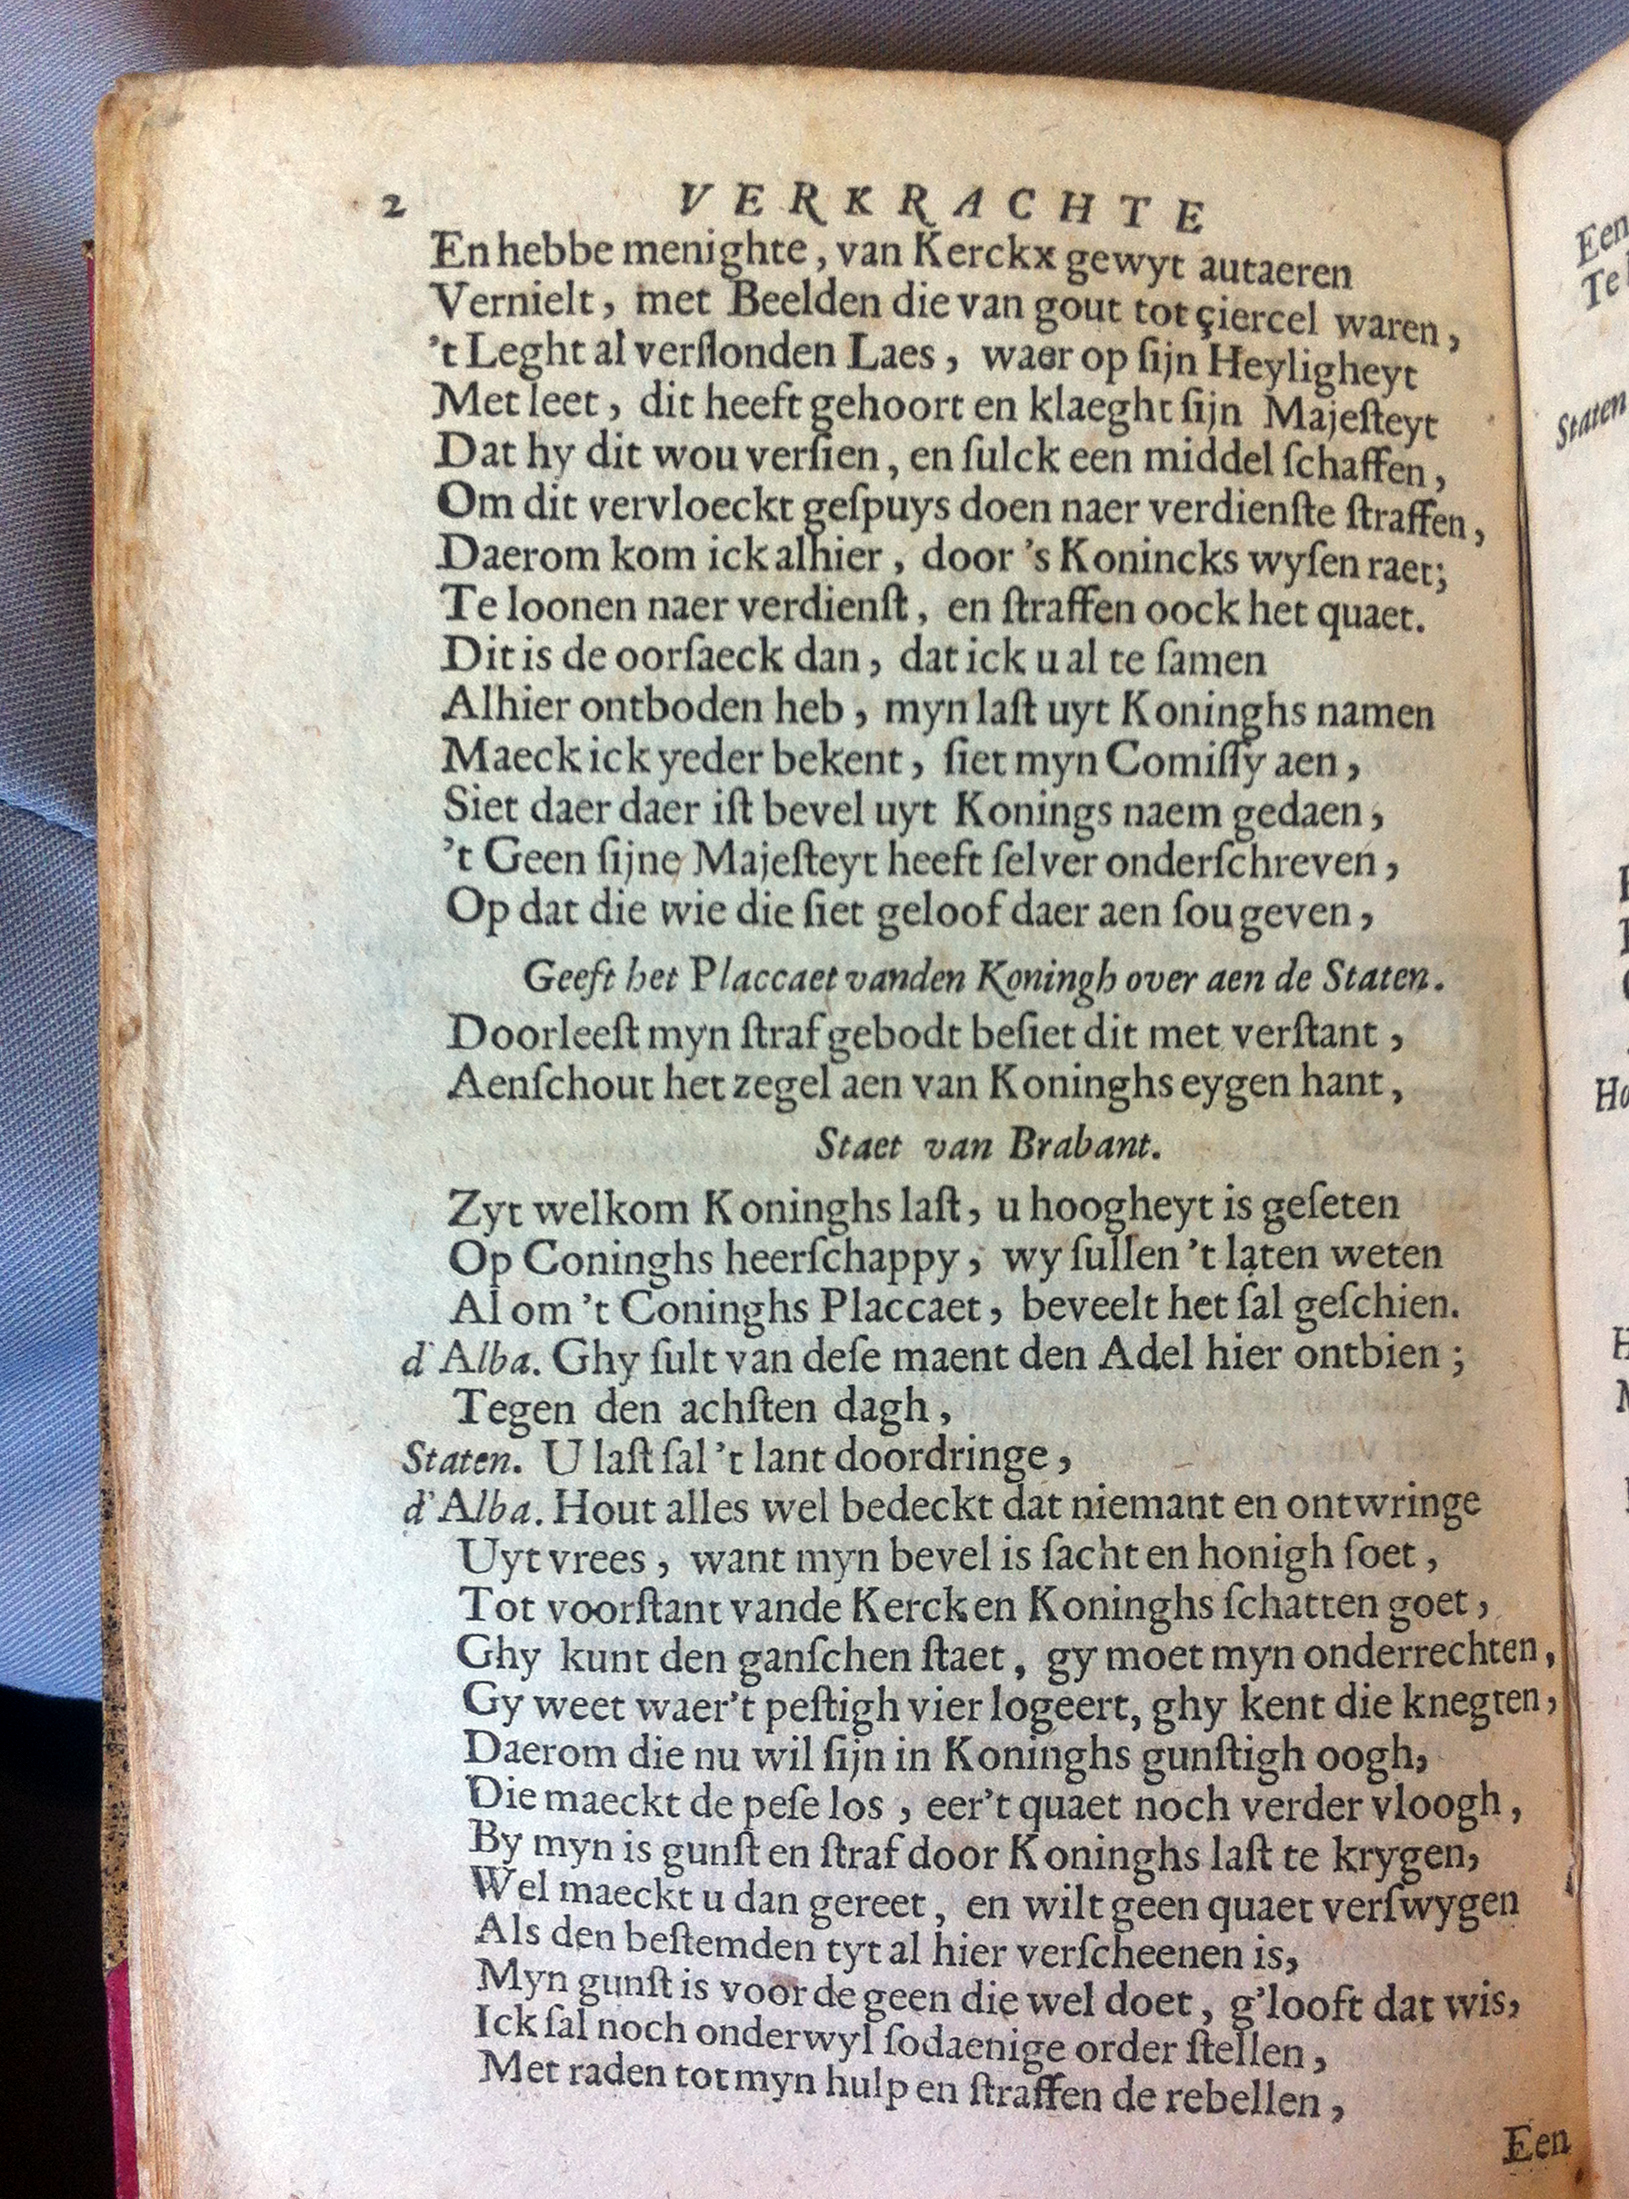 2 VERKRACHTE
En hebbe menighte, van Kerckx gewyt autaeren
Vernielt, met Beelden die van gout tot çiercel waren,
't Leght al verſlonden Laes, waer op ſijn Heyligheyt
Met leet, dit heeft gehoort en klaeght ſijn Majeſteyt
Dat hy dit wou verſien, en ſulck een middel ſchaffen,
Om dit vervloeckt geſpuys doen naer verdienſte ſtraffen,
Daerom kom ick alhier, door 's Konincks wyſen raet;
Te loonen naer verdienſt, en ſtraffen oock het quaet.
Dit is de oorſaeck dan, dat ick u al te ſamen
Alhier ontboden heb, myn laſt uyt Koninghs namen
Maeck ick yeder bekent, ſiet myn Comiſſy aen,
Siet daer daer iſt bevel uyt Konings naem gedaen,
't Geen ſijne Majeſteyt heeft ſelver onderſchreven,
Op dat die wie die ſiet geloof daer aen ſou geven,
Geeft het Placcaet vanden Koningh over aen de Staten.
Doorleeſt myn ſtraf gebodt beſiet dit met verſtant,
Aenſchout het zegel aen van Koninghs eygen hant,
Staet van Brabant.
Zyt welkom Koninghs laſt, u hoogheyt is geſeten
Op Coninghs heerſchappy, wy ſullen 't laten weten
Al om 't Coninghs Placcaet, beveelt het ſal geſchien.
d'Alba. Ghy ſult van deſe maent den Adel hier ontbien;
Tegen den achſten dagh,
Staten. U laſt ſal 't lant doordringe,
d'Alba. Hout alles wel bedeckt dat niemant en ontwringe
Uyt vrees, want myn bevel is ſacht en honigh ſoet,
Tot voorſtant vande Kerck en Koninghs ſchatten goet,
Ghy kunt den ganſchen ſtaet, gy moet myn onderrechten,
Gy weet waer't peſtigh vier logeert, ghy kent die knegten,
Daerom die nu wil ſijn in Koninghs gunſtigh oogh,
Die maeckt de peſe los, eer't quaet noch verder vloogh,
By myn is gunſt en ſtraf door Koninghs laſt te krygen,
Wel maeckt u dan gereet, en wilt geen quaet verſwygen
Als den beſtemden tyt al hier verſcheenen is,
Myn gunſt is voor de geen die wel doet, g'looft dat wis,
Ick ſal noch onderwyl ſodaenige order ſtellen,
Met raden tot myn hulp en ſtraffen de rebellen,
Een
Staten